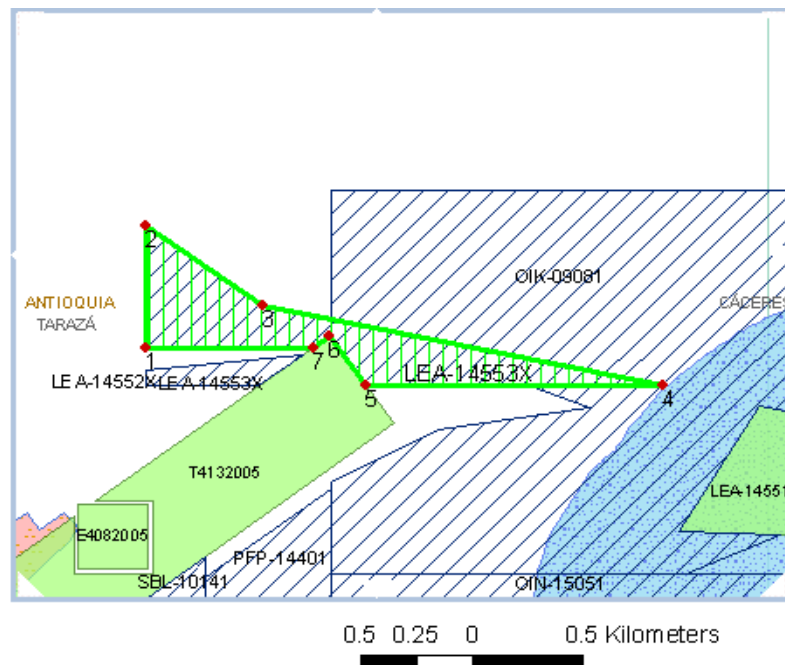 2
OIK-09081
ANTIOQUIA
CÁCERES
TARAZÁ
3
1
7
6
LEA-14552X
LEA-14553X
LEA-14553X
5
4
T4132005
LEA-14551
E4082005
PFP-14401
SBL-10141
OIN-15051
0.5 0.25 0 0.5 Kilometers